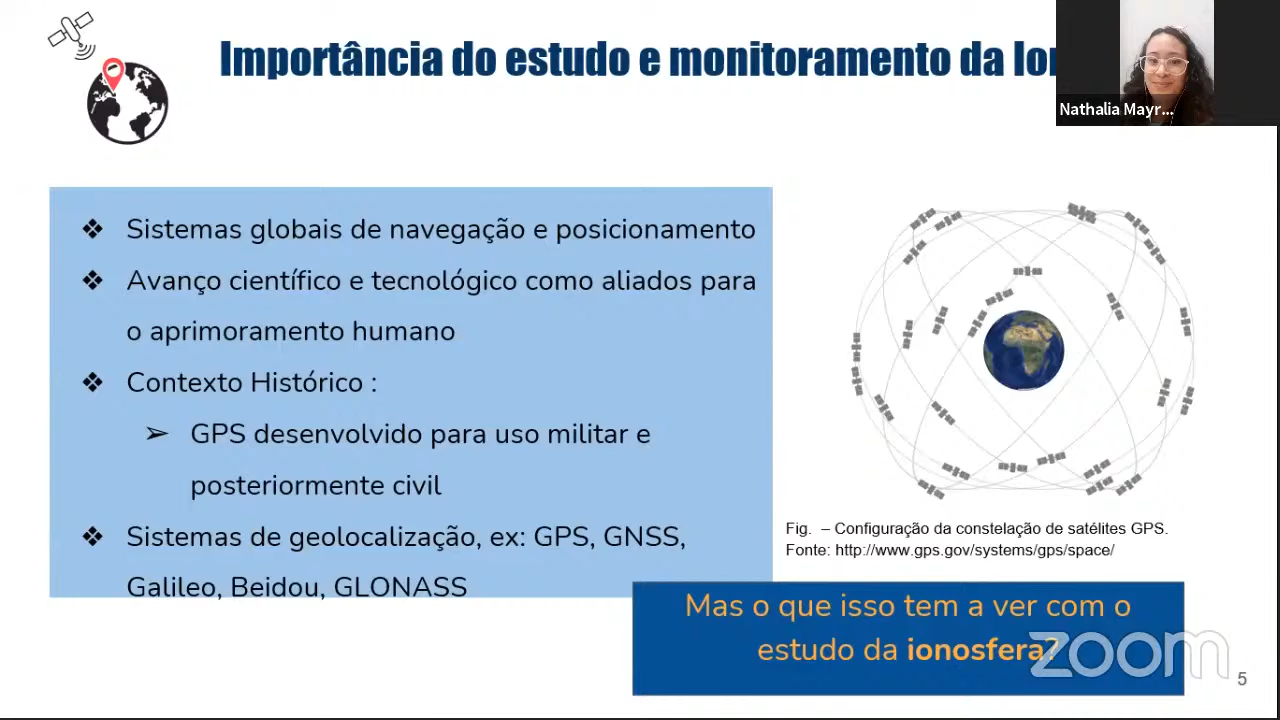 Importância do estudo e monitoramento da Ion
Nathalia Mayr...
❖ Sistemas globais de navegação e posicionamento
❖ Avanço científico e tecnológico como aliados para
o aprimoramento humano
❖ Contexto Histórico :
➢ GPS desenvolvido para uso militar e
posteriormente civil
❖ Sistemas de geolocalização, ex: GPS, GNSS,
Galileo, Beidou, GLONASS
Fig. – Configuração da constelação de satélites GPS.
Fonte: http://www.gps.gov/systems/gps/space/
Mas o que isso tem a ver com o
estudo da ionosfera?
zoom
5